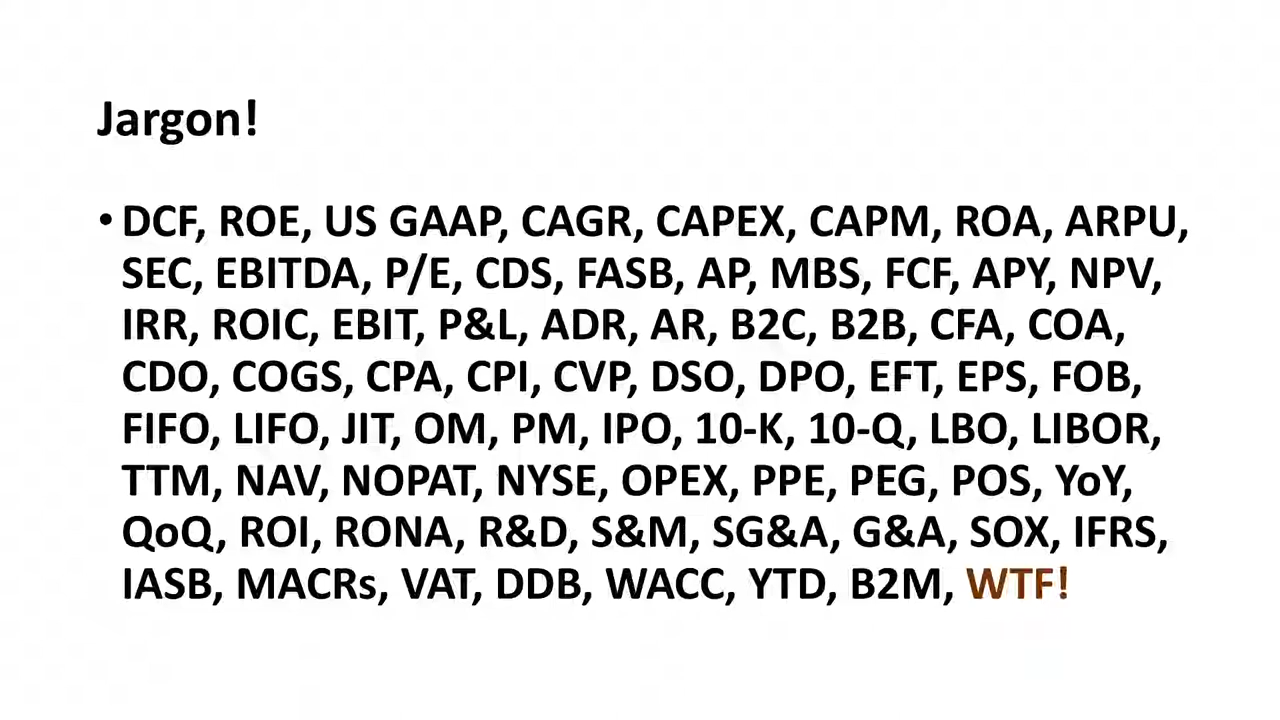 Jargon!
• DCF, ROE, US GAAP, CAGR, CAPEX, CAPM, ROA, ARPU,
SEC, EBITDA, P/E, CDS, FASB, AP, MBS, FCF, APY, NPV,
IRR, ROIC, EBIT, P&L, ADR, AR, B2C, B2B, CFA, COA,
CDO, COGS, CPA, CPI, CVP, DSO, DPO, EFT, EPS, FOB,
FIFO, LIFO, JIT, OM, PM, IPO, 10-K, 10-Q, LBO, LIBOR,
TTM, NAV, NOPAT, NYSE, OPEX, PPE, PEG, POS, YoY,
QoQ, ROI, RONA, R&D, S&M, SG&A, G&A, SOX, IFRS,
IASB, MACRs, VAT, DDB, WACC, YTD, B2M, WTF!